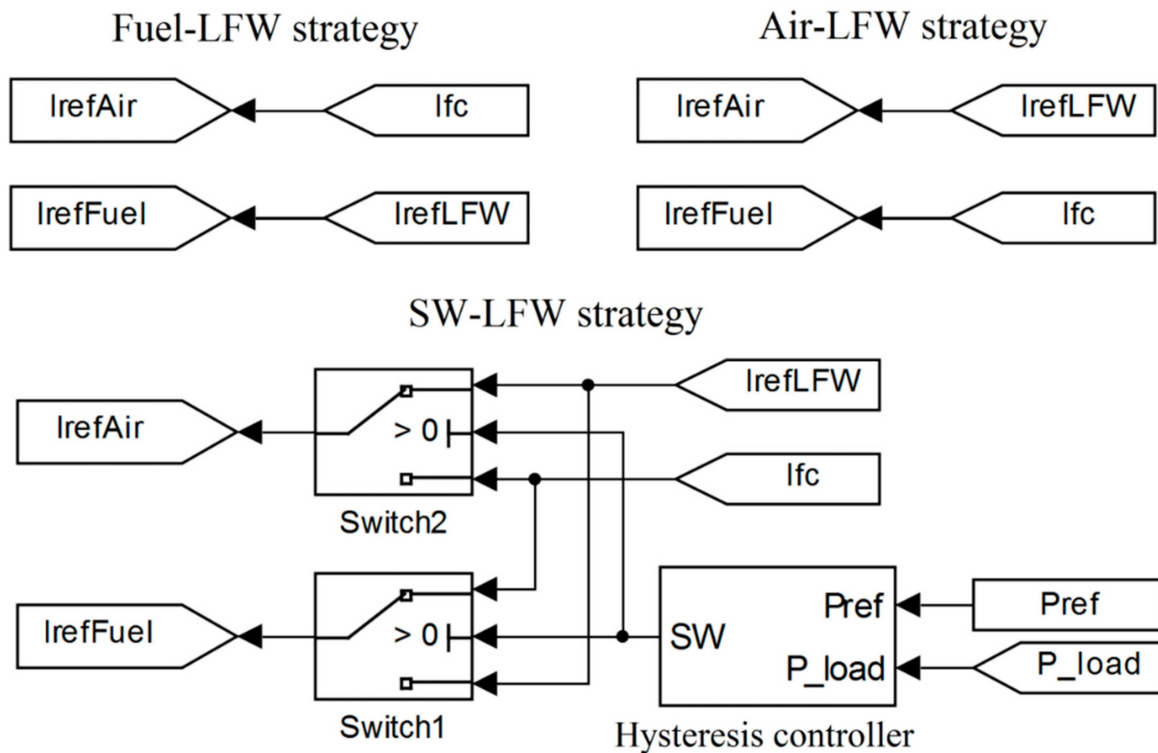 Fuel-LFW strategy
Air-LFW strategy
IrefAir
Ifc
IrefAir
IrefLFW
IrefFuel
IrefLFW
IrefFuel
Ifc
SW-LFW strategy
IrefLFW
IrefAir
> 0
Ifc
Switch2
IrefFuel
> 0
SW
Pref
Pref
P_load
P_load
Switch1
Hysteresis controller